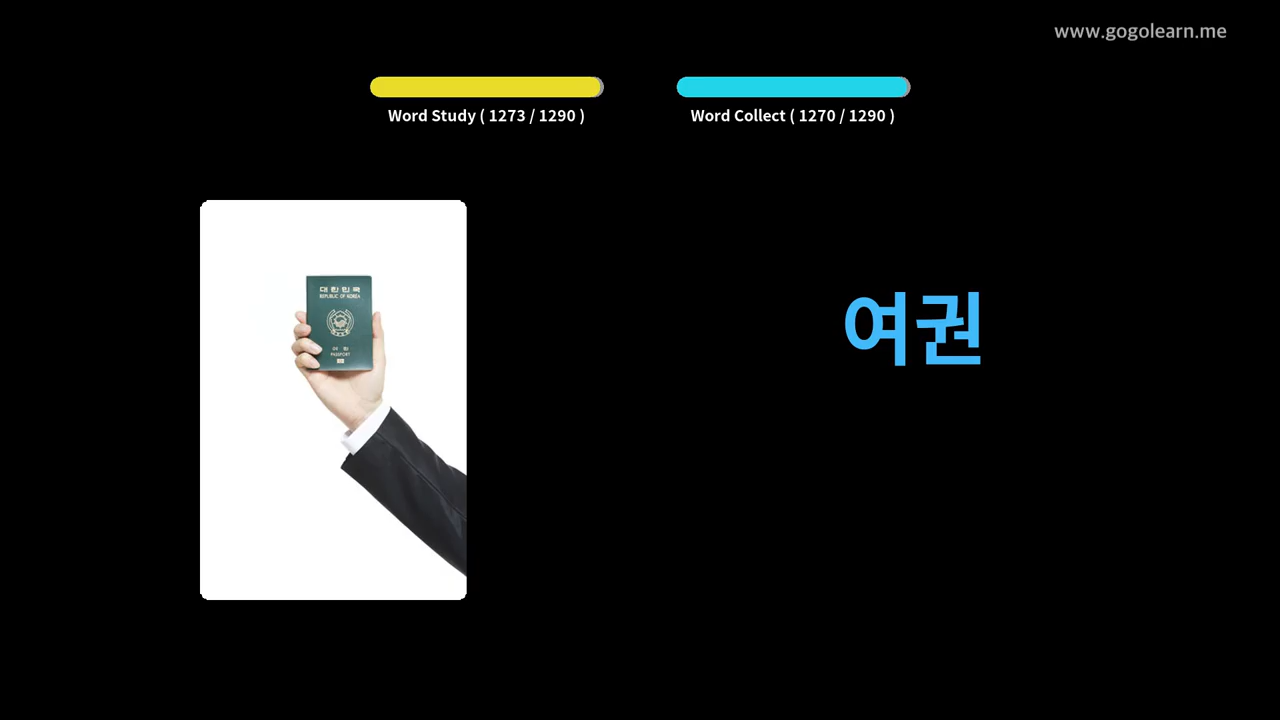 www.gogolearn.me
Word Study ( 1273 / 1290 )
Word Collect ( 1270 / 1290 )
대한민국
REPUBLIC OF KOREA
여권
PASSPORT
여권